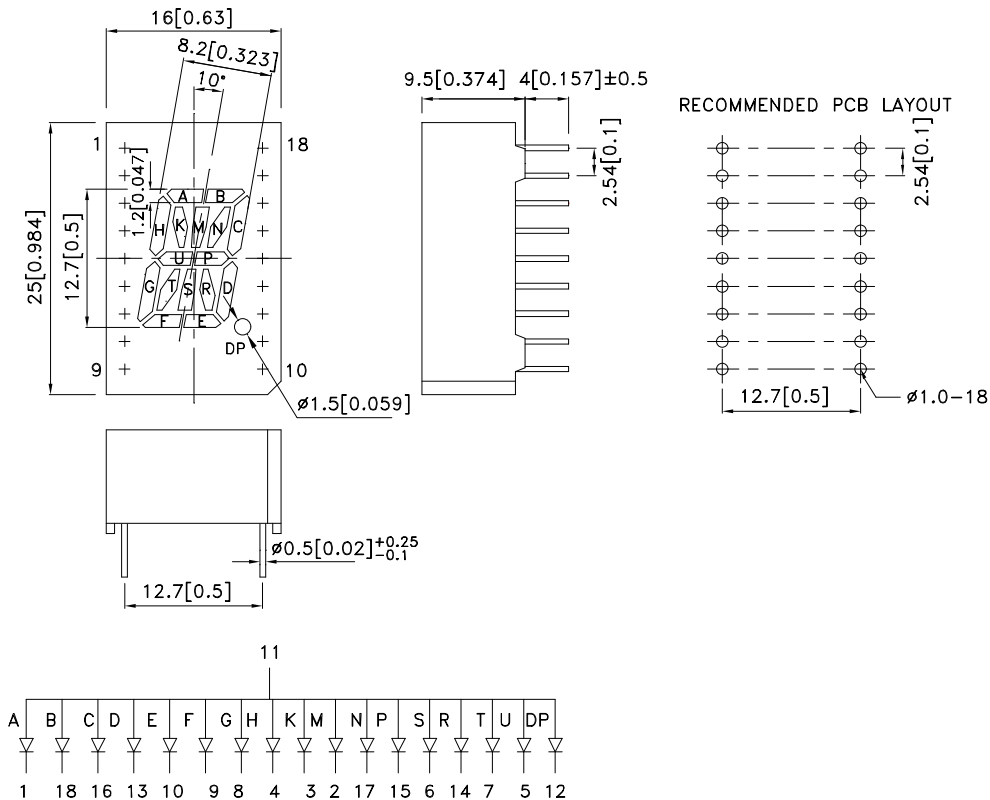 16[0.63]
8.2[0.323]
10°
9.5[0.374] 4[0.157]±0.5
RECOMMENDED PCB LAYOUT
1 18
1.2[0.047]
2.54[0.1]
2.54[0.1]
A B
H K M N C
U P
G T S R D
F E
DP
25[0.984]
12.7[0.5]
9 10
ø1.5[0.059]
12.7[0.5]
ø1.0-18
ø0.5[0.02]+0.25 -0.1
12.7[0.5]
11
A B C D E F G H K M N P S R T U DP
1 18 16 13 10 9 8 4 3 2 17 15 6 14 7 5 12